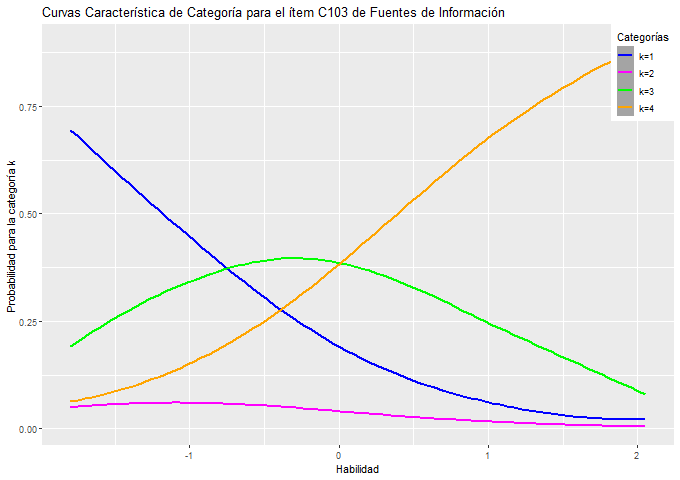 Curvas Característica de Categoría para el ítem C103 de Fuentes de Información
Categorías
k=1
k=2
k=3
k=4
Probabilidad para la categoría k
0.75
0.50
0.25
0.00
-1
0
1
2
Habilidad